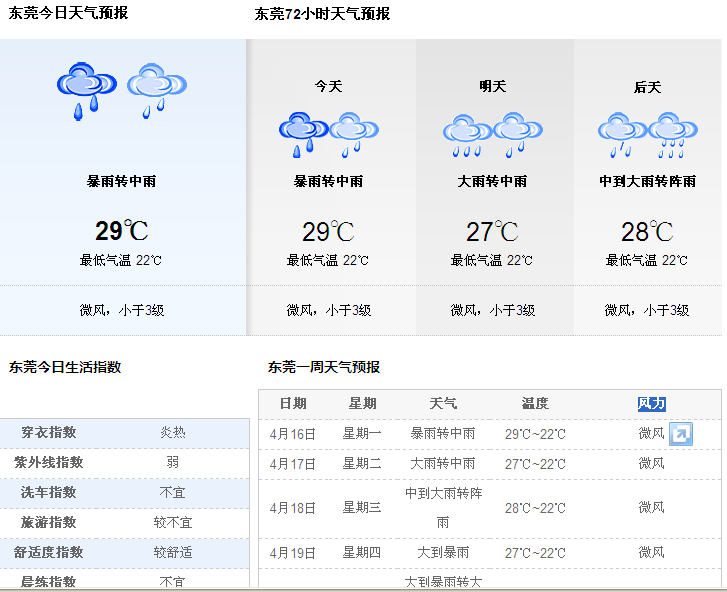 东莞今日天气预报
暴雨转中雨
29℃
最低气温 22℃
微风，小于3级
东莞72小时天气预报
今天 明天 后天
暴雨转中雨 大雨转中雨 中到大雨转阵雨
29℃ 27℃ 28℃
最低气温 22℃ 最低气温 22℃ 最低气温 22℃
微风，小于3级 微风，小于3级 微风，小于3级
东莞今日生活指数
穿衣指数 炎热
紫外线指数 弱
洗车指数 不宜
旅游指数 较不宜
舒适度指数 较舒适
晨练指数 不宜
东莞一周天气预报
日期 星期 天气 温度 风力
4月16日 星期一 暴雨转中雨 29℃~22℃ 微风
4月17日 星期二 大雨转中雨 27℃~22℃ 微风
4月18日 星期三 中到大雨转阵
雨 28℃~22℃ 微风
4月19日 星期四 大到暴雨 27℃~22℃ 微风
大到暴雨转大